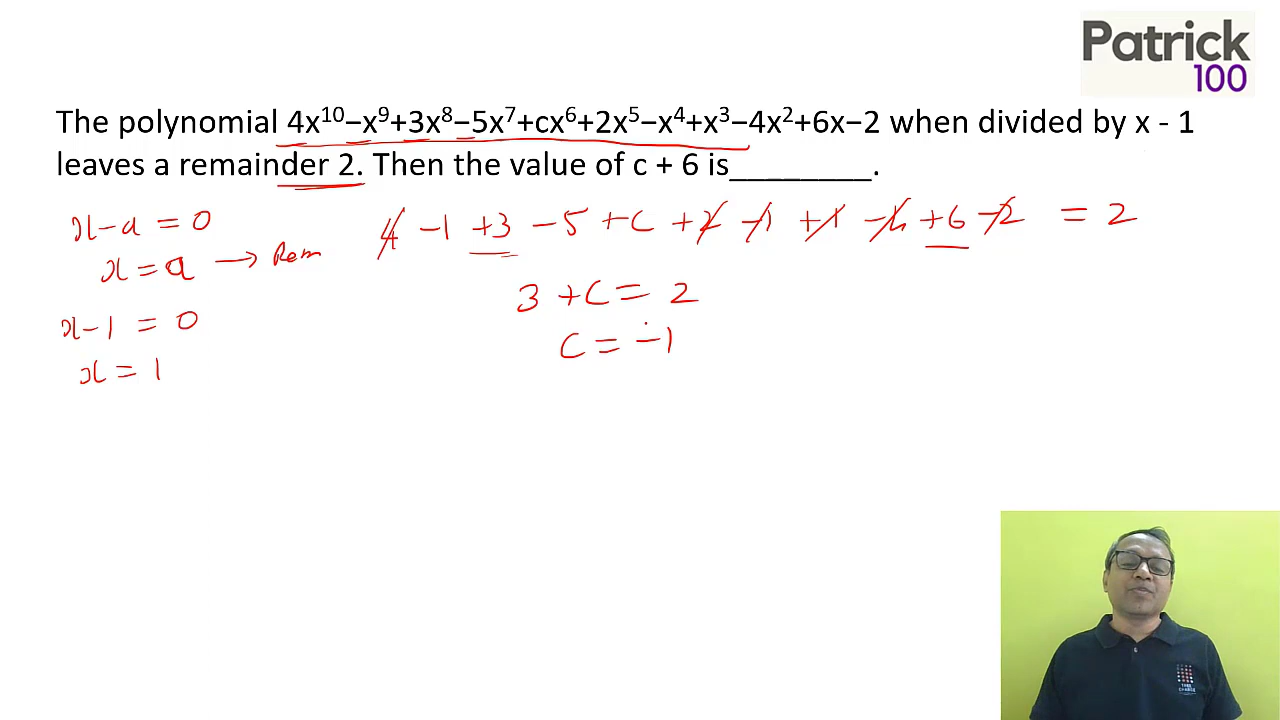 Patrick
100
The polynomial 4x¹⁰−x⁹+3x⁸−5x⁷+cx⁶+2x⁵−x⁴+x³−4x²+6x−2 when divided by x - 1
leaves a remainder 2. Then the value of c + 6 is________.
x-a = 0
x = a → Rem
x-1 = 0
x = 1
4 -1 +3 -5 +c +2 -1 +1 -4 +6 -2 = 2
3 +c = 2
c = -1